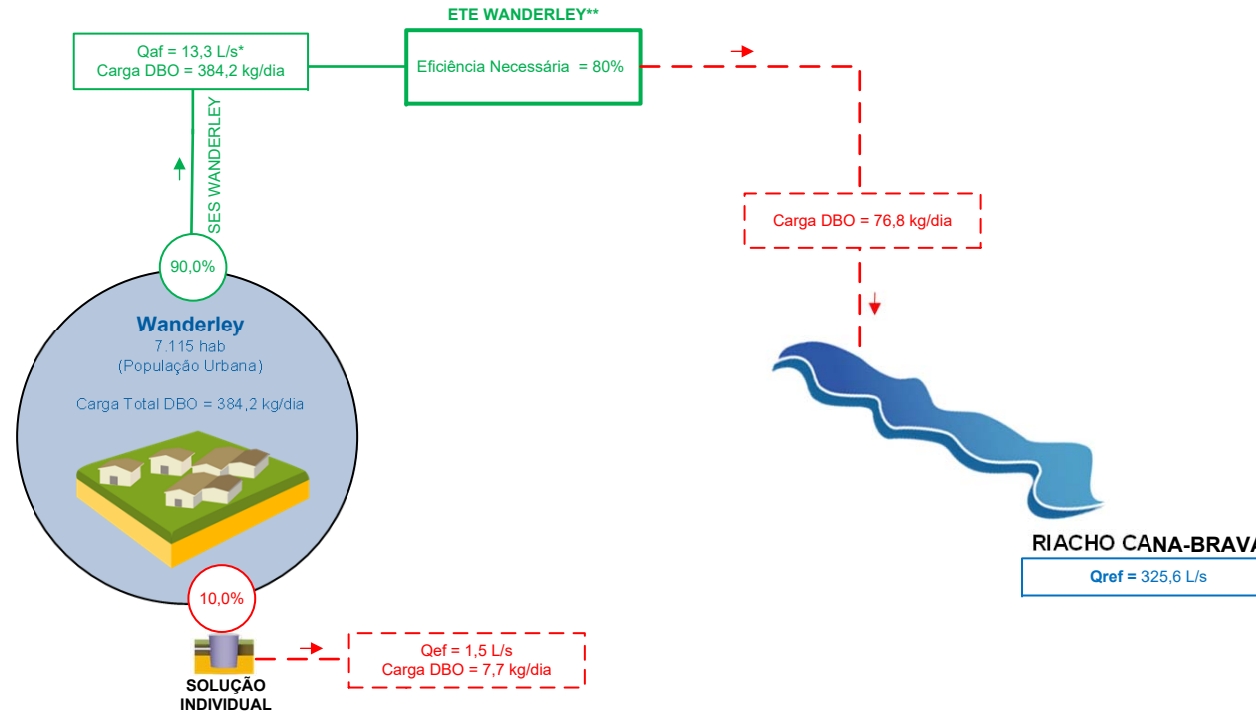 ETE WANDERLEY**
Qaf = 13,3 L/s*
Carga DBO = 384,2 kg/dia
Eficiência Necessária = 80%
SES WANDERLEY
Carga DBO = 76,8 kg/dia
90,0%
Wanderley
7.115 hab
(População Urbana)
Carga Total DBO = 384,2 kg/dia
RIACHO CANA-BRAVA
Qref = 325,6 L/s
10,0%
Qef = 1,5 L/s
Carga DBO = 7,7 kg/dia
SOLUÇÃO
INDIVIDUAL